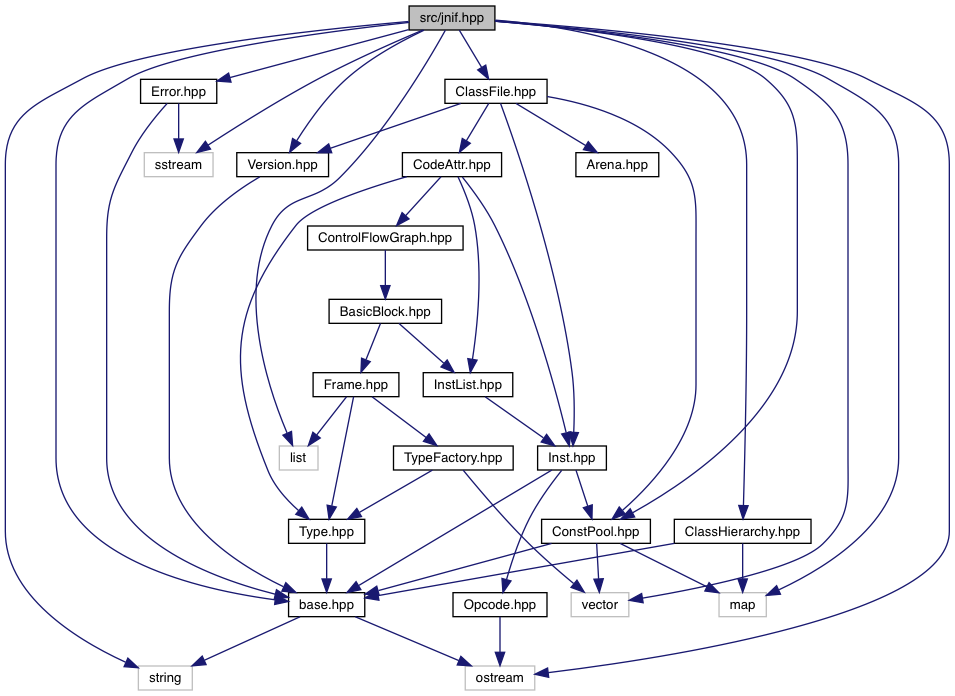 src/jnif.hpp
Error.hpp
ClassFile.hpp
sstream
Version.hpp
CodeAttr.hpp
Arena.hpp
ControlFlowGraph.hpp
BasicBlock.hpp
Frame.hpp
InstList.hpp
list
TypeFactory.hpp
Inst.hpp
Type.hpp
ConstPool.hpp
ClassHierarchy.hpp
base.hpp
Opcode.hpp
vector
map
string
ostream